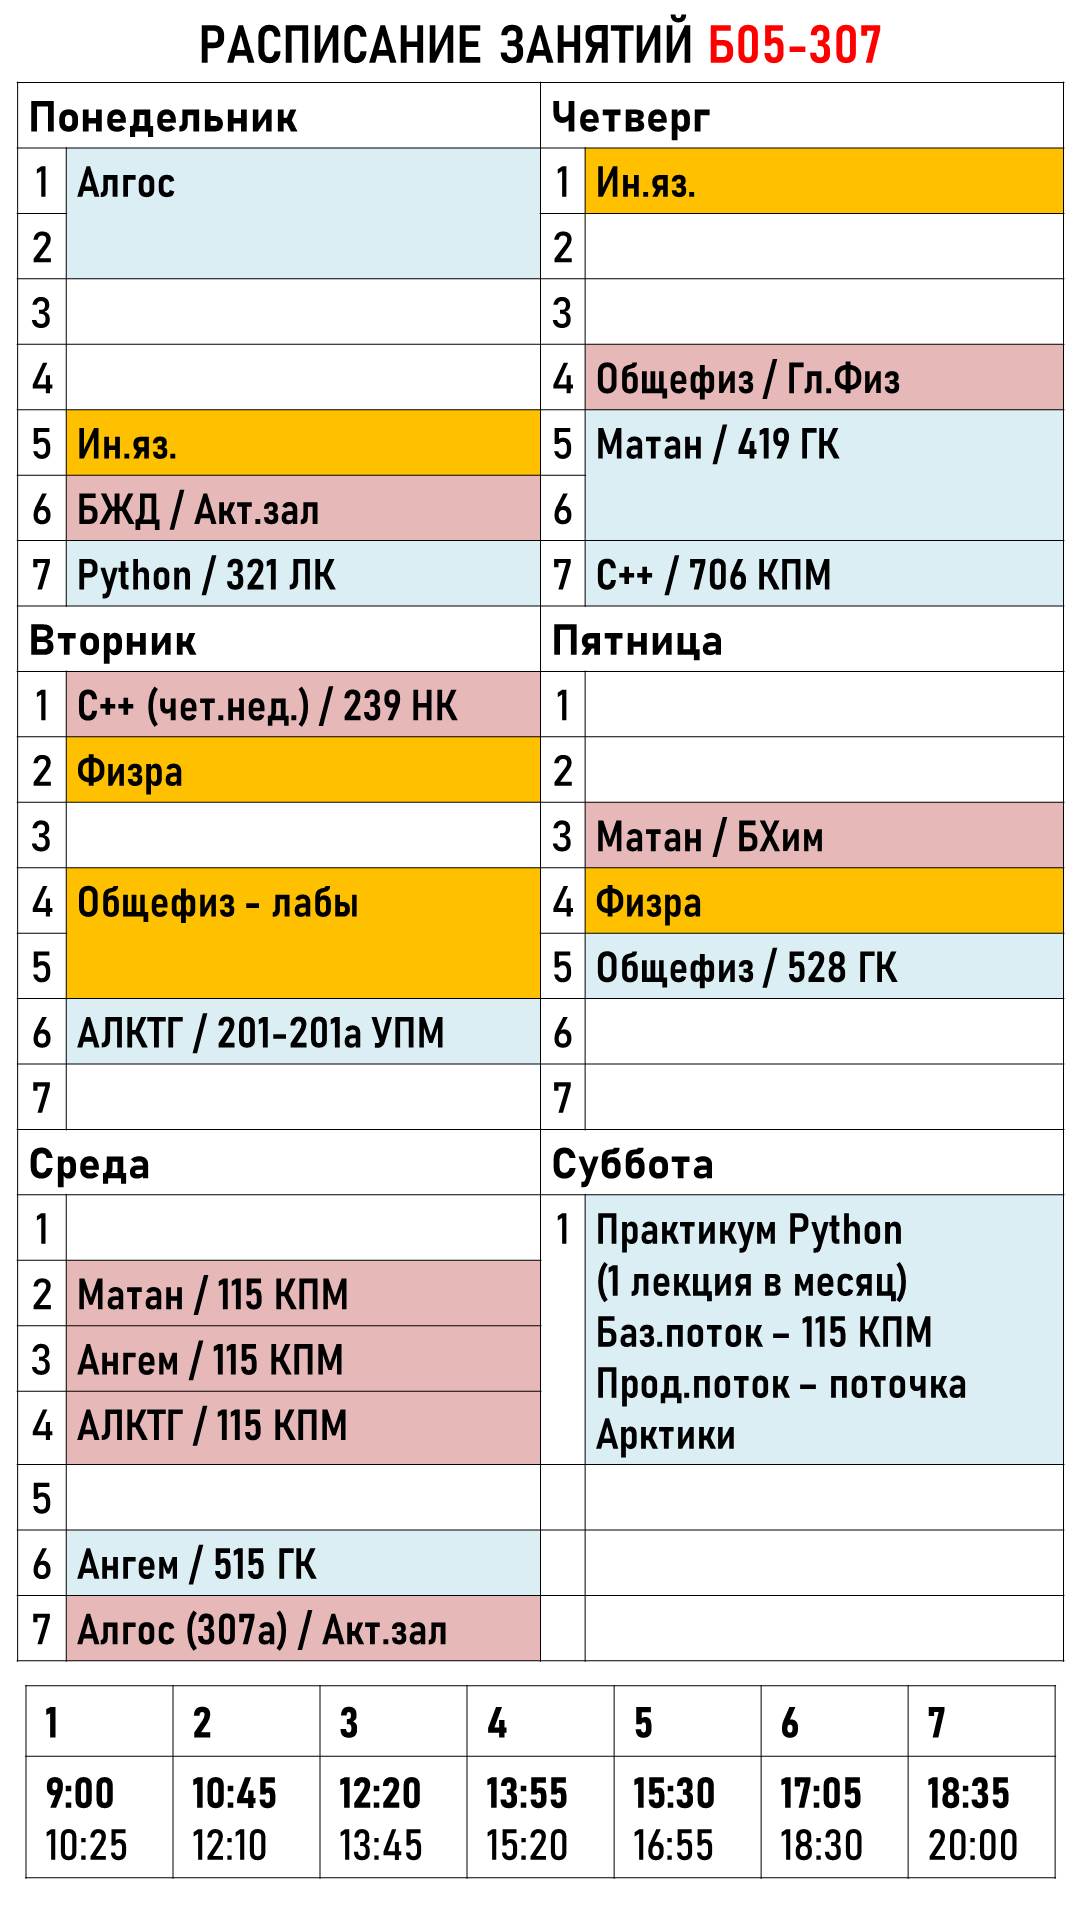 РАСПИСАНИЕ ЗАНЯТИЙ Б05-307
Понедельник
1 Алгос
2
3
4
5 Ин.яз.
6 БЖД / Акт.зал
7 Python / 321 ЛК
Вторник
1 С++ (чет.нед.) / 239 НК
2 Физра
3
4 Общефиз - лабы
5
6 АЛКТГ / 201-201а УПМ
7
Среда
1
2 Матан / 115 КПМ
3 Ангем / 115 КПМ
4 АЛКТГ / 115 КПМ
5
6 Ангем / 515 ГК
7 Алгос (307а) / Акт.зал
Четверг
1 Ин.яз.
2
3
4 Общефиз / Гл.Физ
5 Матан / 419 ГК
6
7 С++ / 706 КПМ
Пятница
1
2
3 Матан / БХим
4 Физра
5 Общефиз / 528 ГК
6
7
Суббота
1 Практикум Python
(1 лекция в месяц)
Баз.поток – 115 КПМ
Прод.поток – поточка
Арктики
1 2 3 4 5 6 7
9:00 10:45 12:20 13:55 15:30 17:05 18:35
10:25 12:10 13:45 15:20 16:55 18:30 20:00